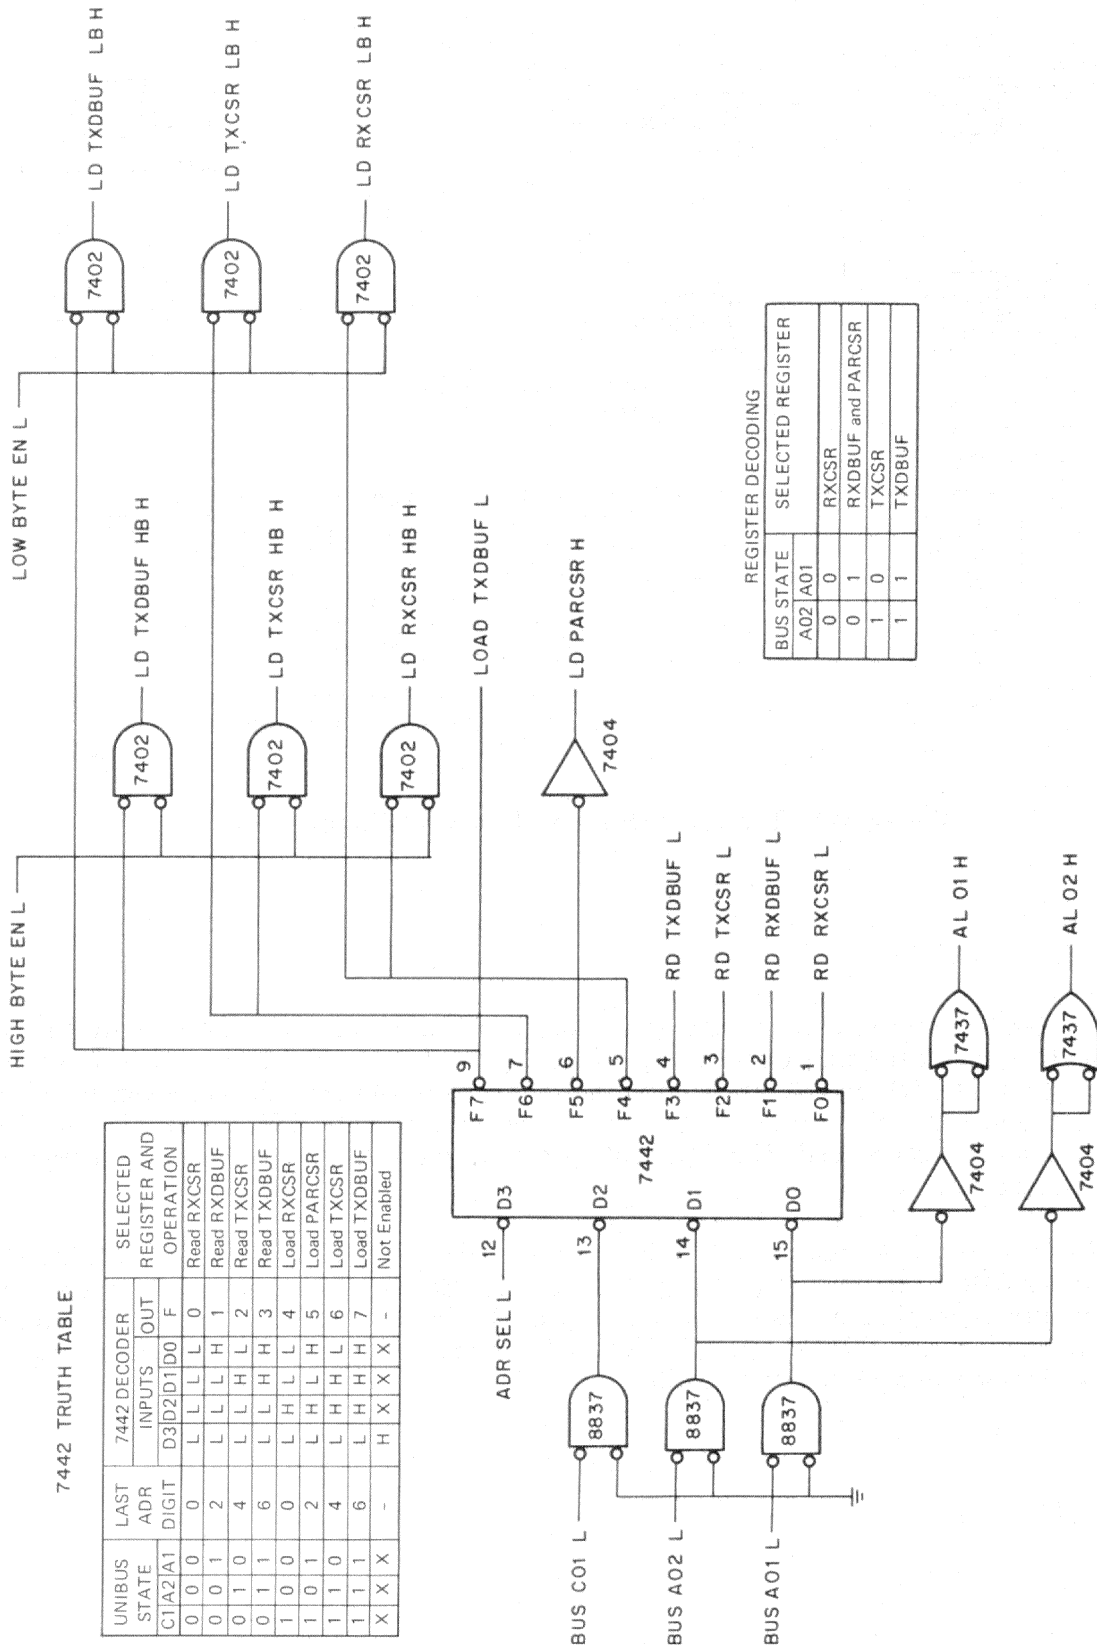 7442 TRUTH TABLE
UNIBUS STATE | LAST ADR DIGIT | 7442 DECODER | SELECTED REGISTER AND OPERATION
INPUTS | OUT
C1 A2 A1 | D3 D2 D1 D0 | F
0 0 0 | 0 | L L L L | 0 | Read RXCSR
0 0 1 | 2 | L L L H | 1 | Read RXDBUF
0 1 0 | 4 | L L H L | 2 | Read TXCSR
0 1 1 | 6 | L L H H | 3 | Read TXDBUF
1 0 0 | 0 | L H L L | 4 | Load RXCSR
1 0 1 | 2 | L H L H | 5 | Load PARCSR
1 1 0 | 4 | L H H L | 6 | Load TXCSR
1 1 1 | 6 | L H H H | 7 | Load TXDBUF
X X X | - | H X X X | - | Not Enabled
HIGH BYTE EN L
LOW BYTE EN L
7402
LD TXDBUF LB H
7402
LD TXCSR LB H
7402
LD RXCSR LB H
7402
LD TXDBUF HB H
7402
LD TXCSR HB H
7402
LD RXCSR HB H
LOAD TXDBUF L
7404
LD PARCSR H
ADR SEL L
12
D3
13
D2
14
D1
15
D0
7442
F7
9
F6
7
F5
6
F4
5
F3
4
RD TXDBUF L
F2
3
RD TXCSR L
F1
2
RD RXDBUF L
F0
1
RD RXCSR L
BUS C01 L
8837
BUS A02 L
8837
BUS A01 L
8837
7404
7437
AL 01 H
7404
7437
AL 02 H
REGISTER DECODING
BUS STATE | SELECTED REGISTER
A02 A01
0 0 | RXCSR
0 1 | RXDBUF and PARCSR
1 0 | TXCSR
1 1 | TXDBUF